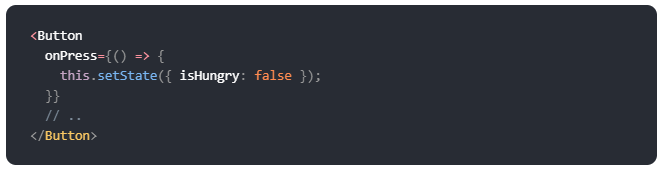 <Button
  onPress={() => {
    this.setState({ isHungry: false });
  }}
  // ..
</Button>